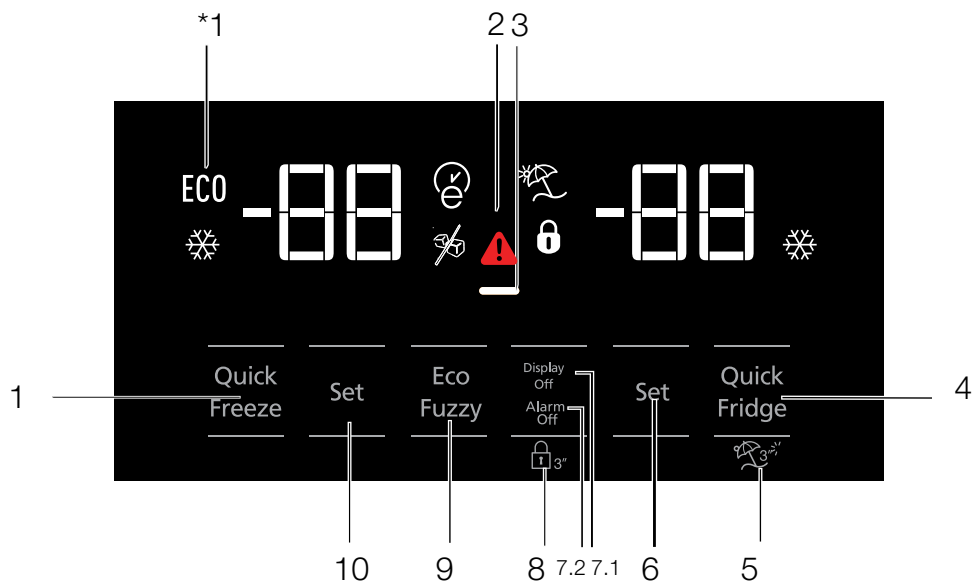 *1
2 3
ECO -88 -88
Quick Freeze
Set
Eco Fuzzy
Display Off
Alarm Off
Set
Quick Fridge
1
4
3"
3"
10
9
8
7.2
7.1
6
5